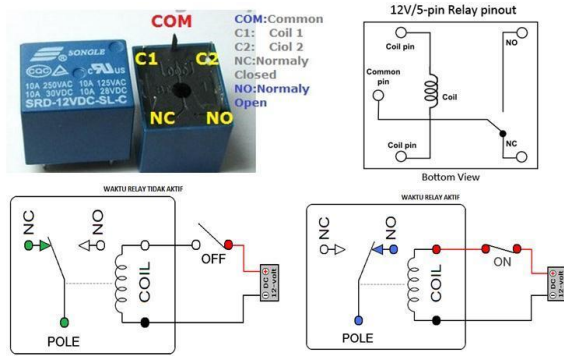 COM
COM:Common
C1: Coil 1
C2: Ciol 2
NC:Normaly
Closed
NO:Normaly
Open
SONGLE
CQC
US
10A 250VAC 10A 125VAC
10A 30VDC 10A 28VDC
SRD-12VDC-SL-C
C1
C2
NC
NO
12V/5-pin Relay pinout
Coil pin
NO
Common
pin
Coil
Coil pin
NC
Bottom View
WAKTU RELAY TIDAK AKTIF
NC
NO
COIL
OFF
DC
12-volt
POLE
WAKTU RELAY AKTIF
NC
NO
COIL
ON
DC
12-volt
POLE